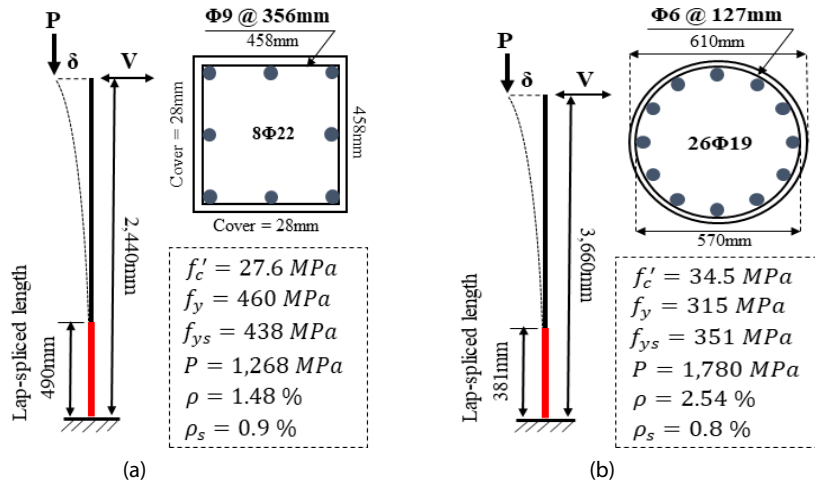 P
δ
V
Φ9 @ 356mm
458mm
458mm
Cover = 28mm
8Φ22
Cover = 28mm
2,440mm
Lap-spliced length
490mm
f'c = 27.6 MPa
fy = 460 MPa
fys = 438 MPa
P = 1,268 MPa
ρ = 1.48 %
ρs = 0.9 %
(a)
P
δ
V
Φ6 @ 127mm
610mm
26Φ19
570mm
3,660mm
Lap-spliced length
381mm
f'c = 34.5 MPa
fy = 315 MPa
fys = 351 MPa
P = 1,780 MPa
ρ = 2.54 %
ρs = 0.8 %
(b)